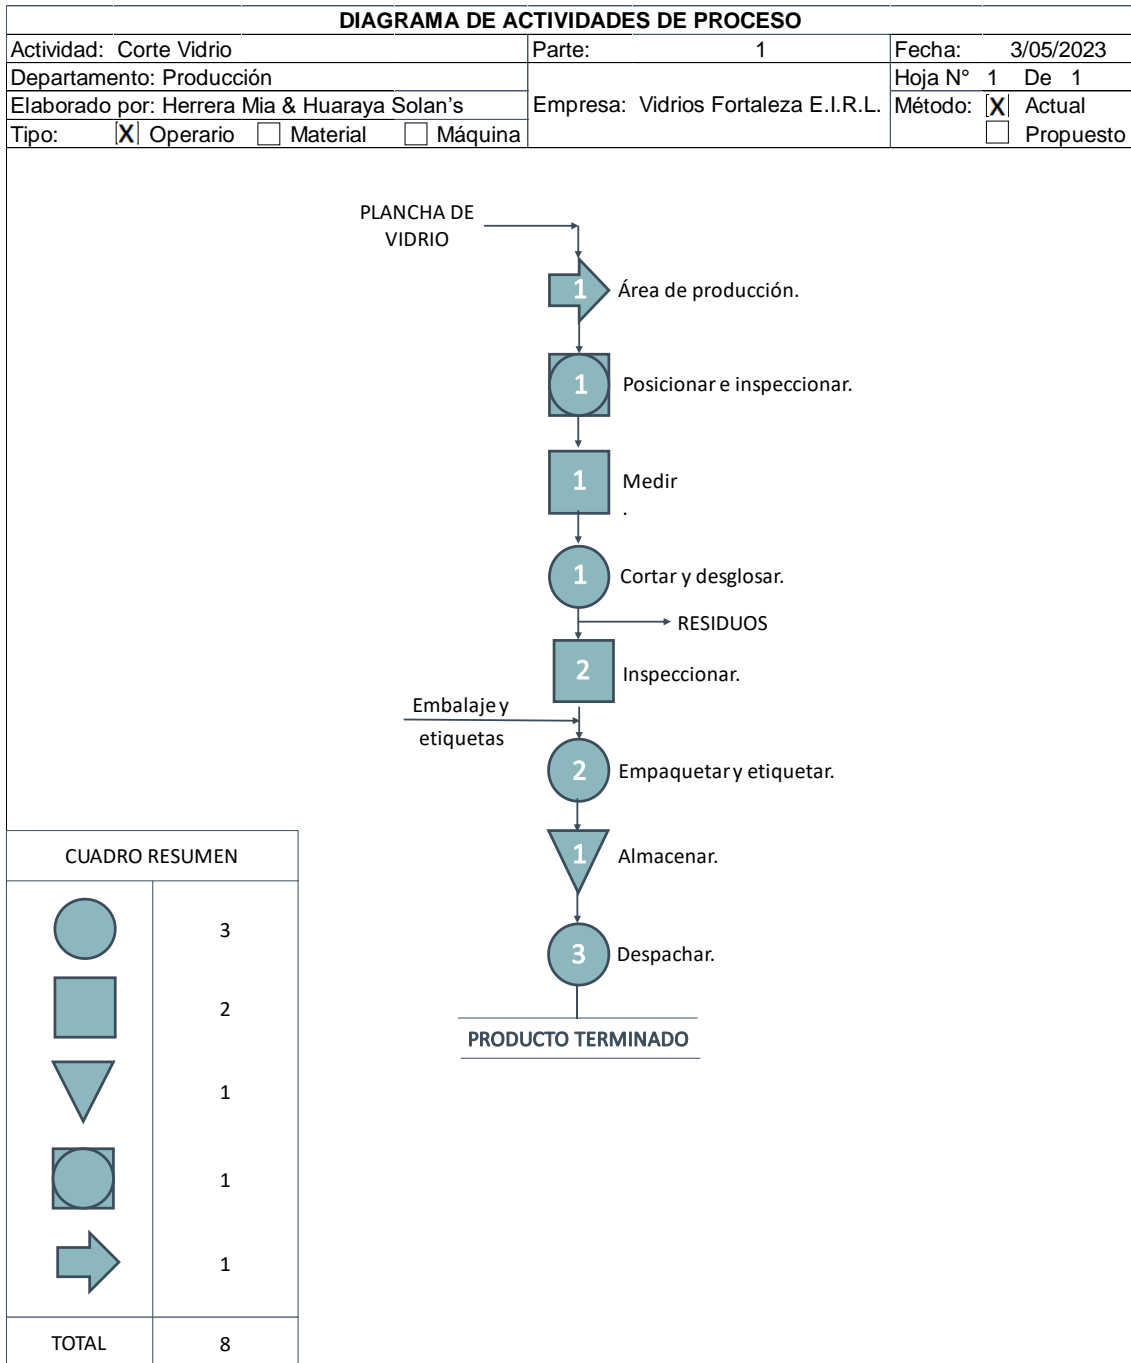 DIAGRAMA DE ACTIVIDADES DE PROCESO
Actividad: Corte Vidrio Parte: 1 Fecha: 3/05/2023
Departamento: Producción Hoja N° 1 De 1
Elaborado por: Herrera Mia & Huaraya Solan's Empresa: Vidrios Fortaleza E.I.R.L. Método: X Actual
Tipo: X Operario Material Máquina Propuesto
PLANCHA DE
VIDRIO
1 Área de producción.
1 Posicionar e inspeccionar.
1 Medir
.
1 Cortar y desglosar.
RESIDUOS
2 Inspeccionar.
Embalaje y
etiquetas
2 Empaquetar y etiquetar.
1 Almacenar.
3 Despachar.
PRODUCTO TERMINADO
CUADRO RESUMEN
3
2
1
1
1
TOTAL 8